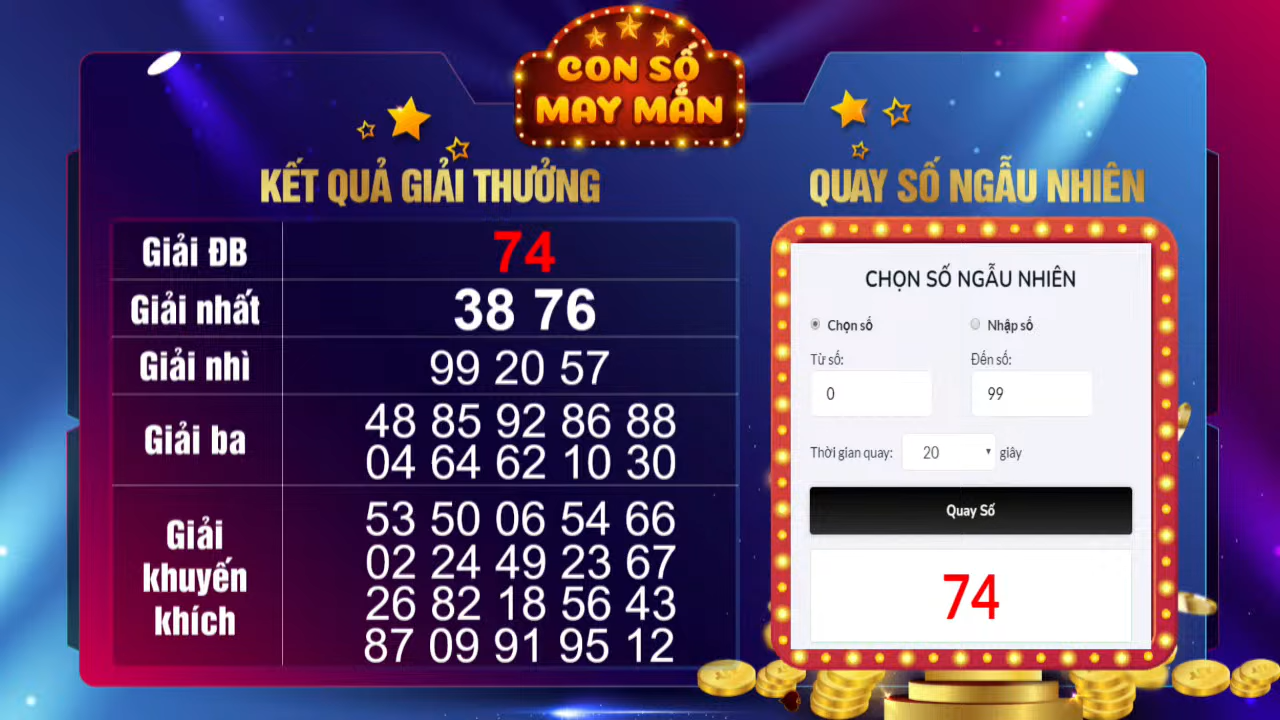 CON SỐ
MAY MẮN
KẾT QUẢ GIẢI THƯỞNG
Giải ĐB
74
Giải nhất
38 76
Giải nhì
99 20 57
Giải ba
48 85 92 86 88
04 64 62 10 30
Giải
khuyến
khích
53 50 06 54 66
02 24 49 23 67
26 82 18 56 43
87 09 91 95 12
QUAY SỐ NGẪU NHIÊN
CHỌN SỐ NGẪU NHIÊN
Chọn số
Nhập số
Từ số:
Đến số:
0
99
Thời gian quay: 20 giây
Quay Số
74